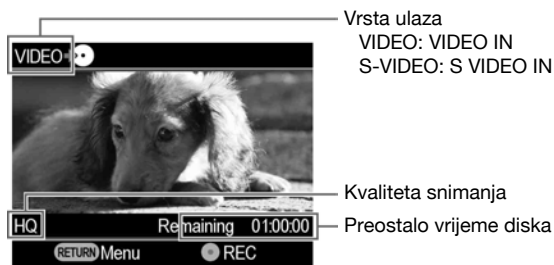 Vrsta ulaza
VIDEO: VIDEO IN
S-VIDEO: S VIDEO IN
VIDEO
Kvaliteta snimanja
HQ Remaining 01:00:00
Preostalo vrijeme diska
RETURN Menu REC